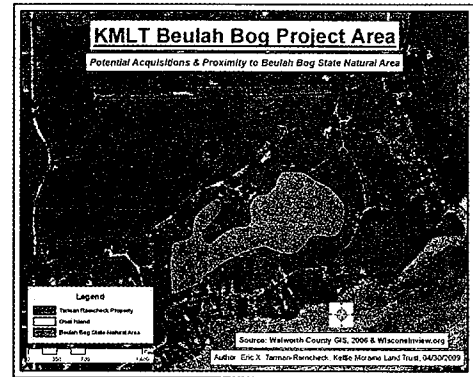 KMLT Beulah Bog Project Area
Potential Acquisitions & Proximity to Beulah Bog State Natural Area
Legend
Tarman Ramcheck Property
Island
Beulah Bog State Natural Area
Source: Walworth County GIS, 2006 & Wisconsinview.org
Author: Eric X. Tarman-Ramcheck, Kettle Moraine Land Trust, 04/30/2009